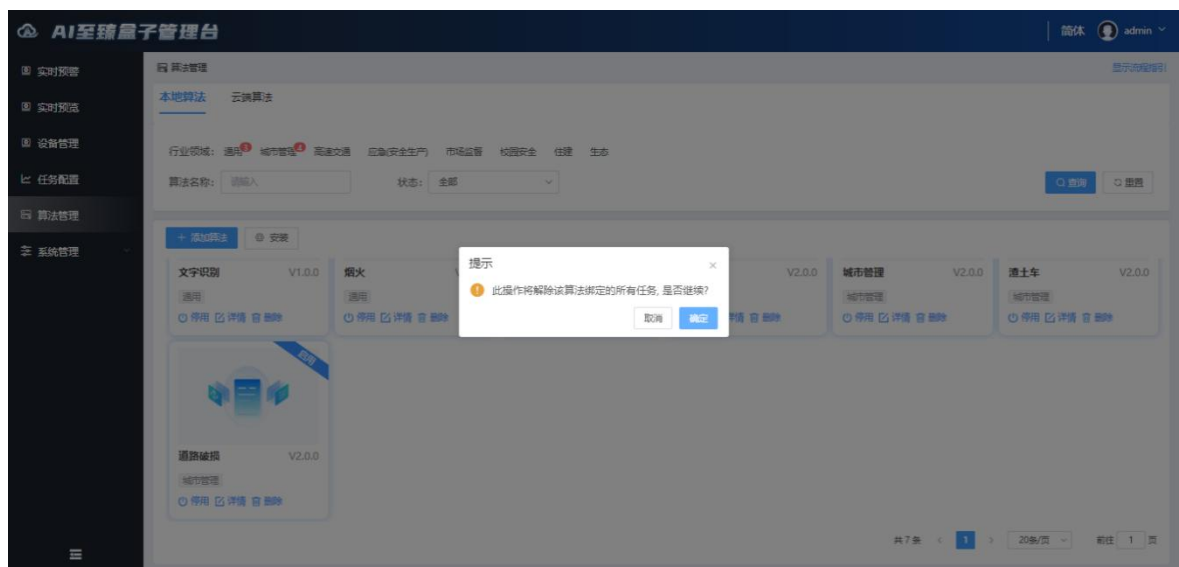 AI至臻盒子管理台
简体 admin
实时预警
实时预览
设备管理
任务配置
算法管理
系统管理
算法管理
显示流程指引
本地算法 云端算法
行业领域: 通用 1 城市管理 4 高速交通 应急(安全生产) 市场监督 校园安全 住建 生态
算法名称: 请输入 状态: 全部 查询 重置
+ 添加算法 安装
文字识别 V1.0.0 烟火 V2.0.0 城市管理 V2.0.0 渣土车 V2.0.0
通用 通用 城市管理 城市管理
停用 详情 删除 停用 详情 删除 情 删除 停用 详情 删除 停用 详情 删除
提示
此操作将解除该算法绑定的所有任务, 是否继续?
取消 确定
启用
道路破损 V2.0.0
城市管理
停用 详情 删除
共7条 < 1 > 20条/页 前往 1 页